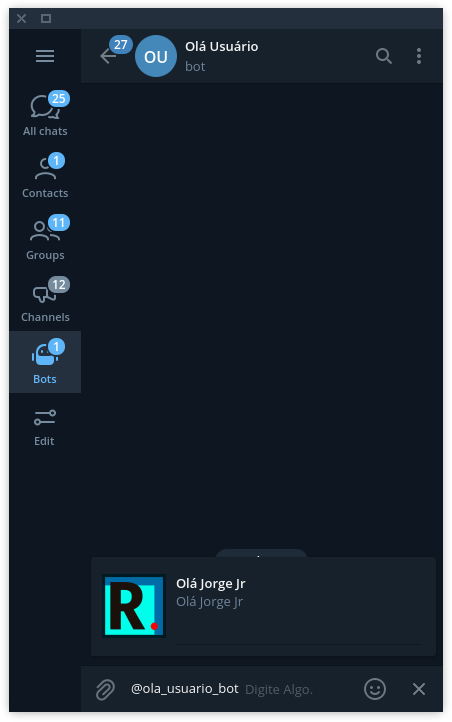 27
OU
Olá Usuário
bot
25
All chats
1
Contacts
11
Groups
12
Channels
1
Bots
Edit
R.
Olá Jorge Jr
Olá Jorge Jr
@ola_usuario_bot Digite Algo.